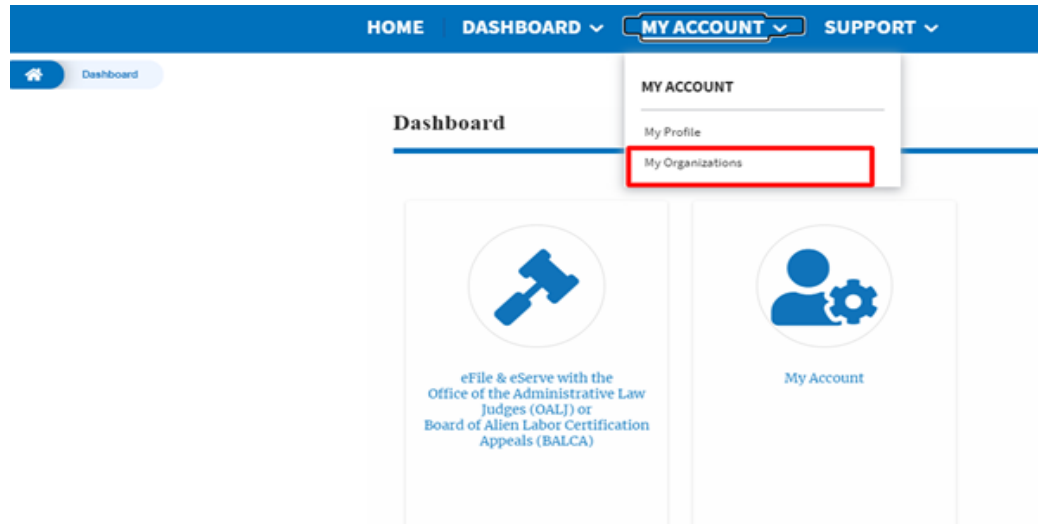 HOME DASHBOARD MY ACCOUNT SUPPORT
Dashboard
MY ACCOUNT
My Profile
My Organizations
Dashboard
eFile & eServe with the
Office of the Administrative Law
Judges (OALJ) or
Board of Alien Labor Certification
Appeals (BALCA)
My Account